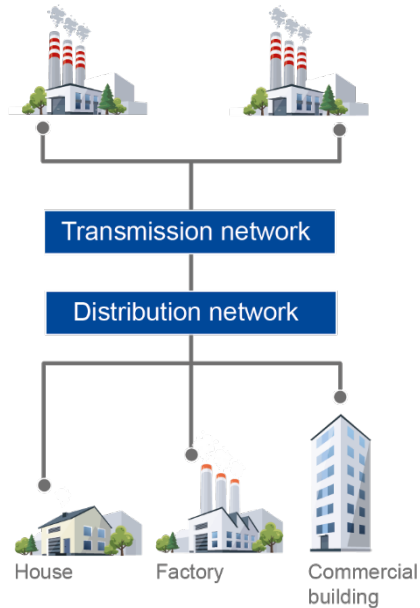 Transmission network
Distribution network
House
Factory
Commercial
building